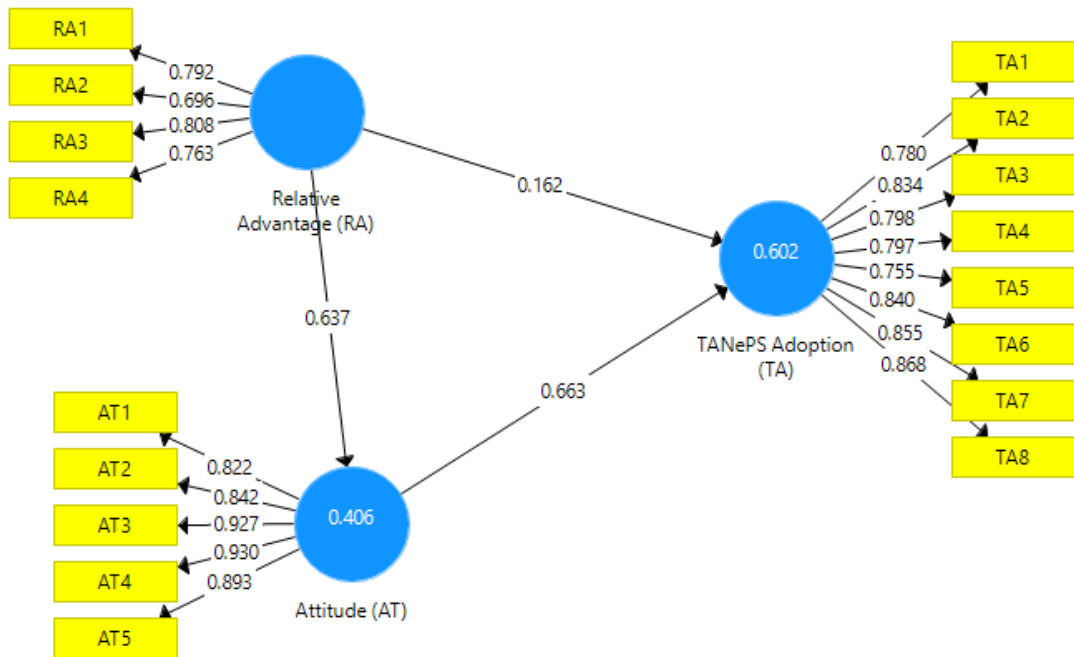 RA1
RA2
RA3
RA4
0.792
0.696
0.808
0.763
Relative
Advantage (RA)
0.162
0.637
0.663
AT1
AT2
AT3
AT4
AT5
0.822
0.842
0.927
0.930
0.893
0.406
Attitude (AT)
0.602
TANePS Adoption
(TA)
0.780
0.834
0.798
0.797
0.755
0.840
0.855
0.868
TA1
TA2
TA3
TA4
TA5
TA6
TA7
TA8